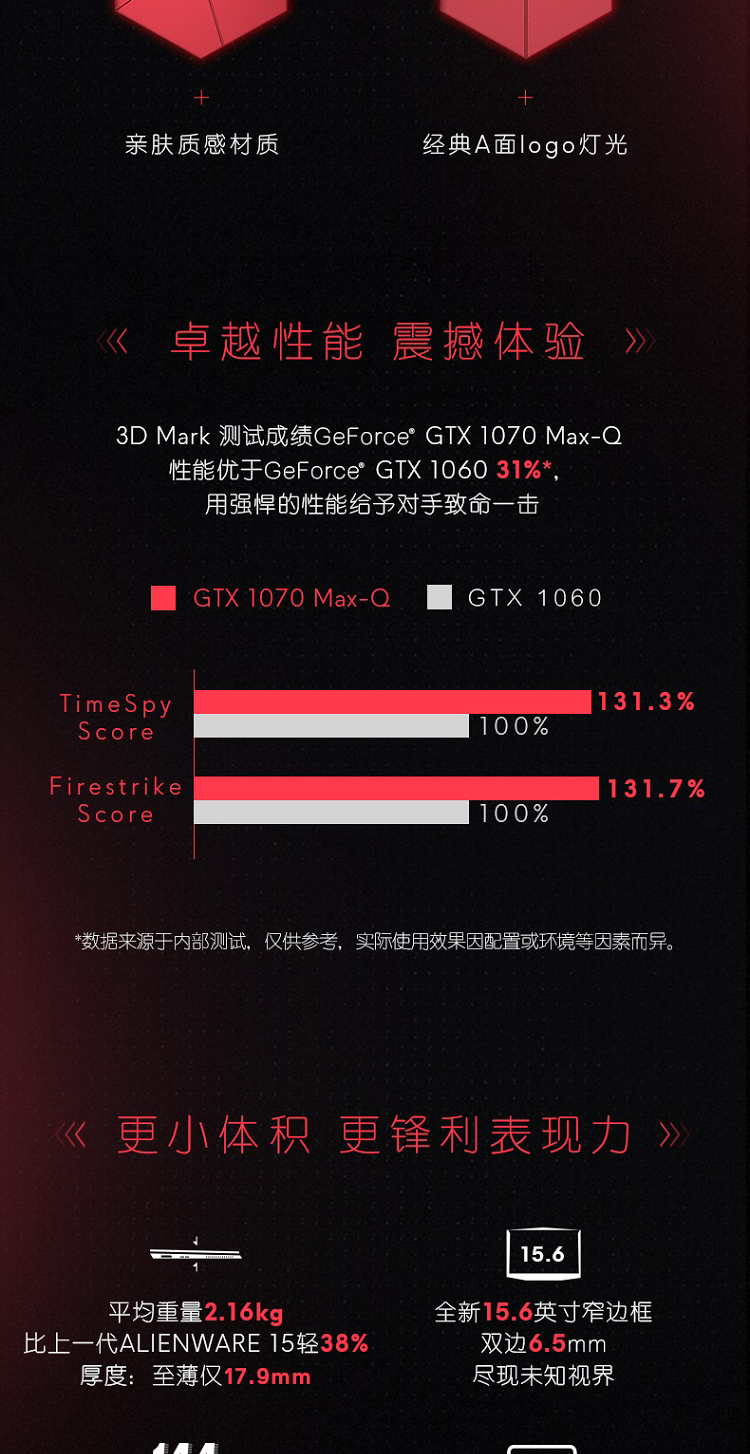 亲肤质感材质
经典A面logo灯光
卓越性能 震撼体验
3D Mark 测试成绩GeForce® GTX 1070 Max-Q
性能优于GeForce® GTX 1060 31%*,
用强悍的性能给予对手致命一击
GTX 1070 Max-Q
GTX 1060
TimeSpy
Score
131.3%
100%
Firestrike
Score
131.7%
100%
*数据来源于内部测试，仅供参考，实际使用效果因配置或环境等因素而异。
更小体积 更锋利表现力
15.6
平均重量2.16kg
比上一代ALIENWARE 15轻38%
厚度：至薄仅17.9mm
全新15.6英寸窄边框
双边6.5mm
尽现未知视界